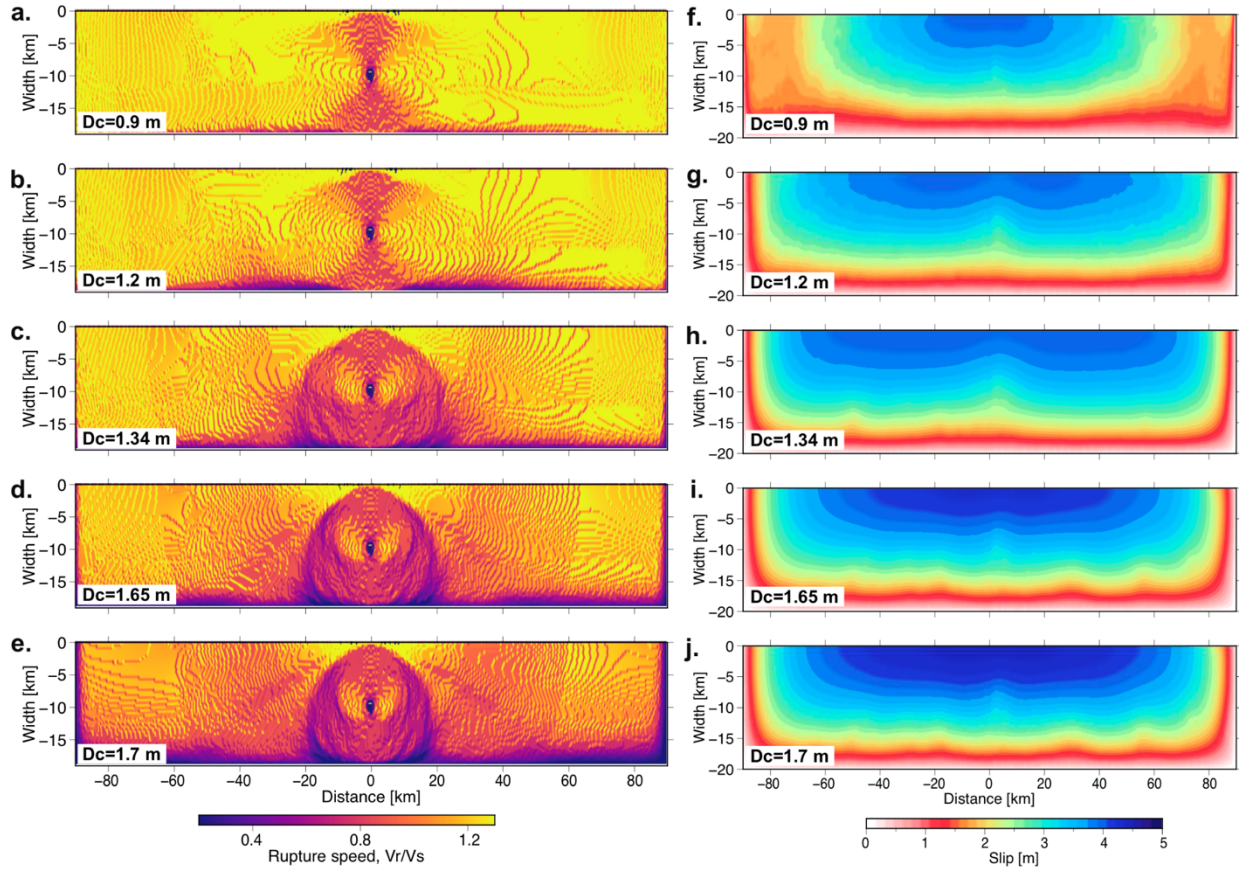 a.
0
−5
−10
−15
Width [km]
Dc=0.9 m
b.
0
−5
−10
−15
Width [km]
Dc=1.2 m
c.
0
−5
−10
−15
Width [km]
Dc=1.34 m
d.
0
−5
−10
−15
Width [km]
Dc=1.65 m
e.
0
−5
−10
−15
Width [km]
Dc=1.7 m
−80 −60 −40 −20 0 20 40 60 80
Distance [km]
0.4 0.8 1.2
Rupture speed, Vr/Vs
f.
0
−5
−10
−15
−20
Width [km]
Dc=0.9 m
g.
0
−5
−10
−15
−20
Width [km]
Dc=1.2 m
h.
0
−5
−10
−15
−20
Width [km]
Dc=1.34 m
i.
0
−5
−10
−15
−20
Width [km]
Dc=1.65 m
j.
0
−5
−10
−15
−20
Width [km]
Dc=1.7 m
−80 −60 −40 −20 0 20 40 60 80
Distance [km]
0 1 2 3 4 5
Slip [m]